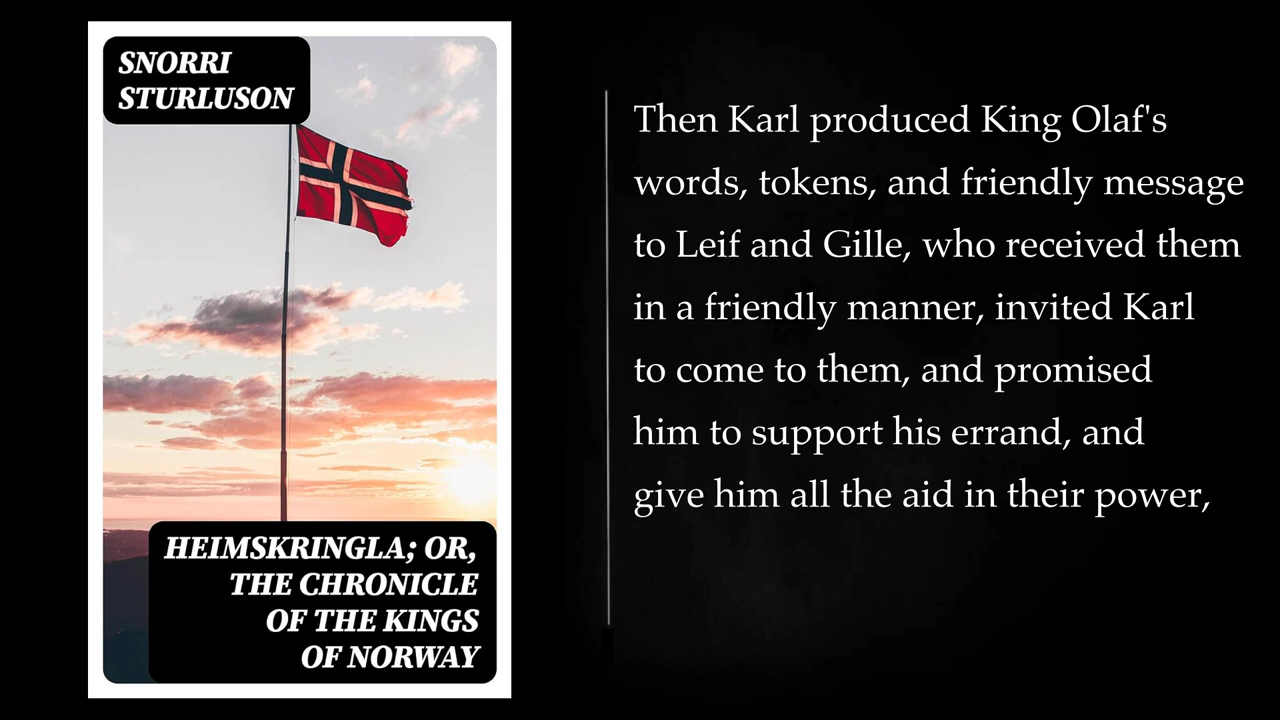 SNORRI
STURLUSON
HEIMSKRINGLA; OR,
THE CHRONICLE
OF THE KINGS
OF NORWAY
Then Karl produced King Olaf's
words, tokens, and friendly message
to Leif and Gille, who received them
in a friendly manner, invited Karl
to come to them, and promised
him to support his errand, and
give him all the aid in their power,